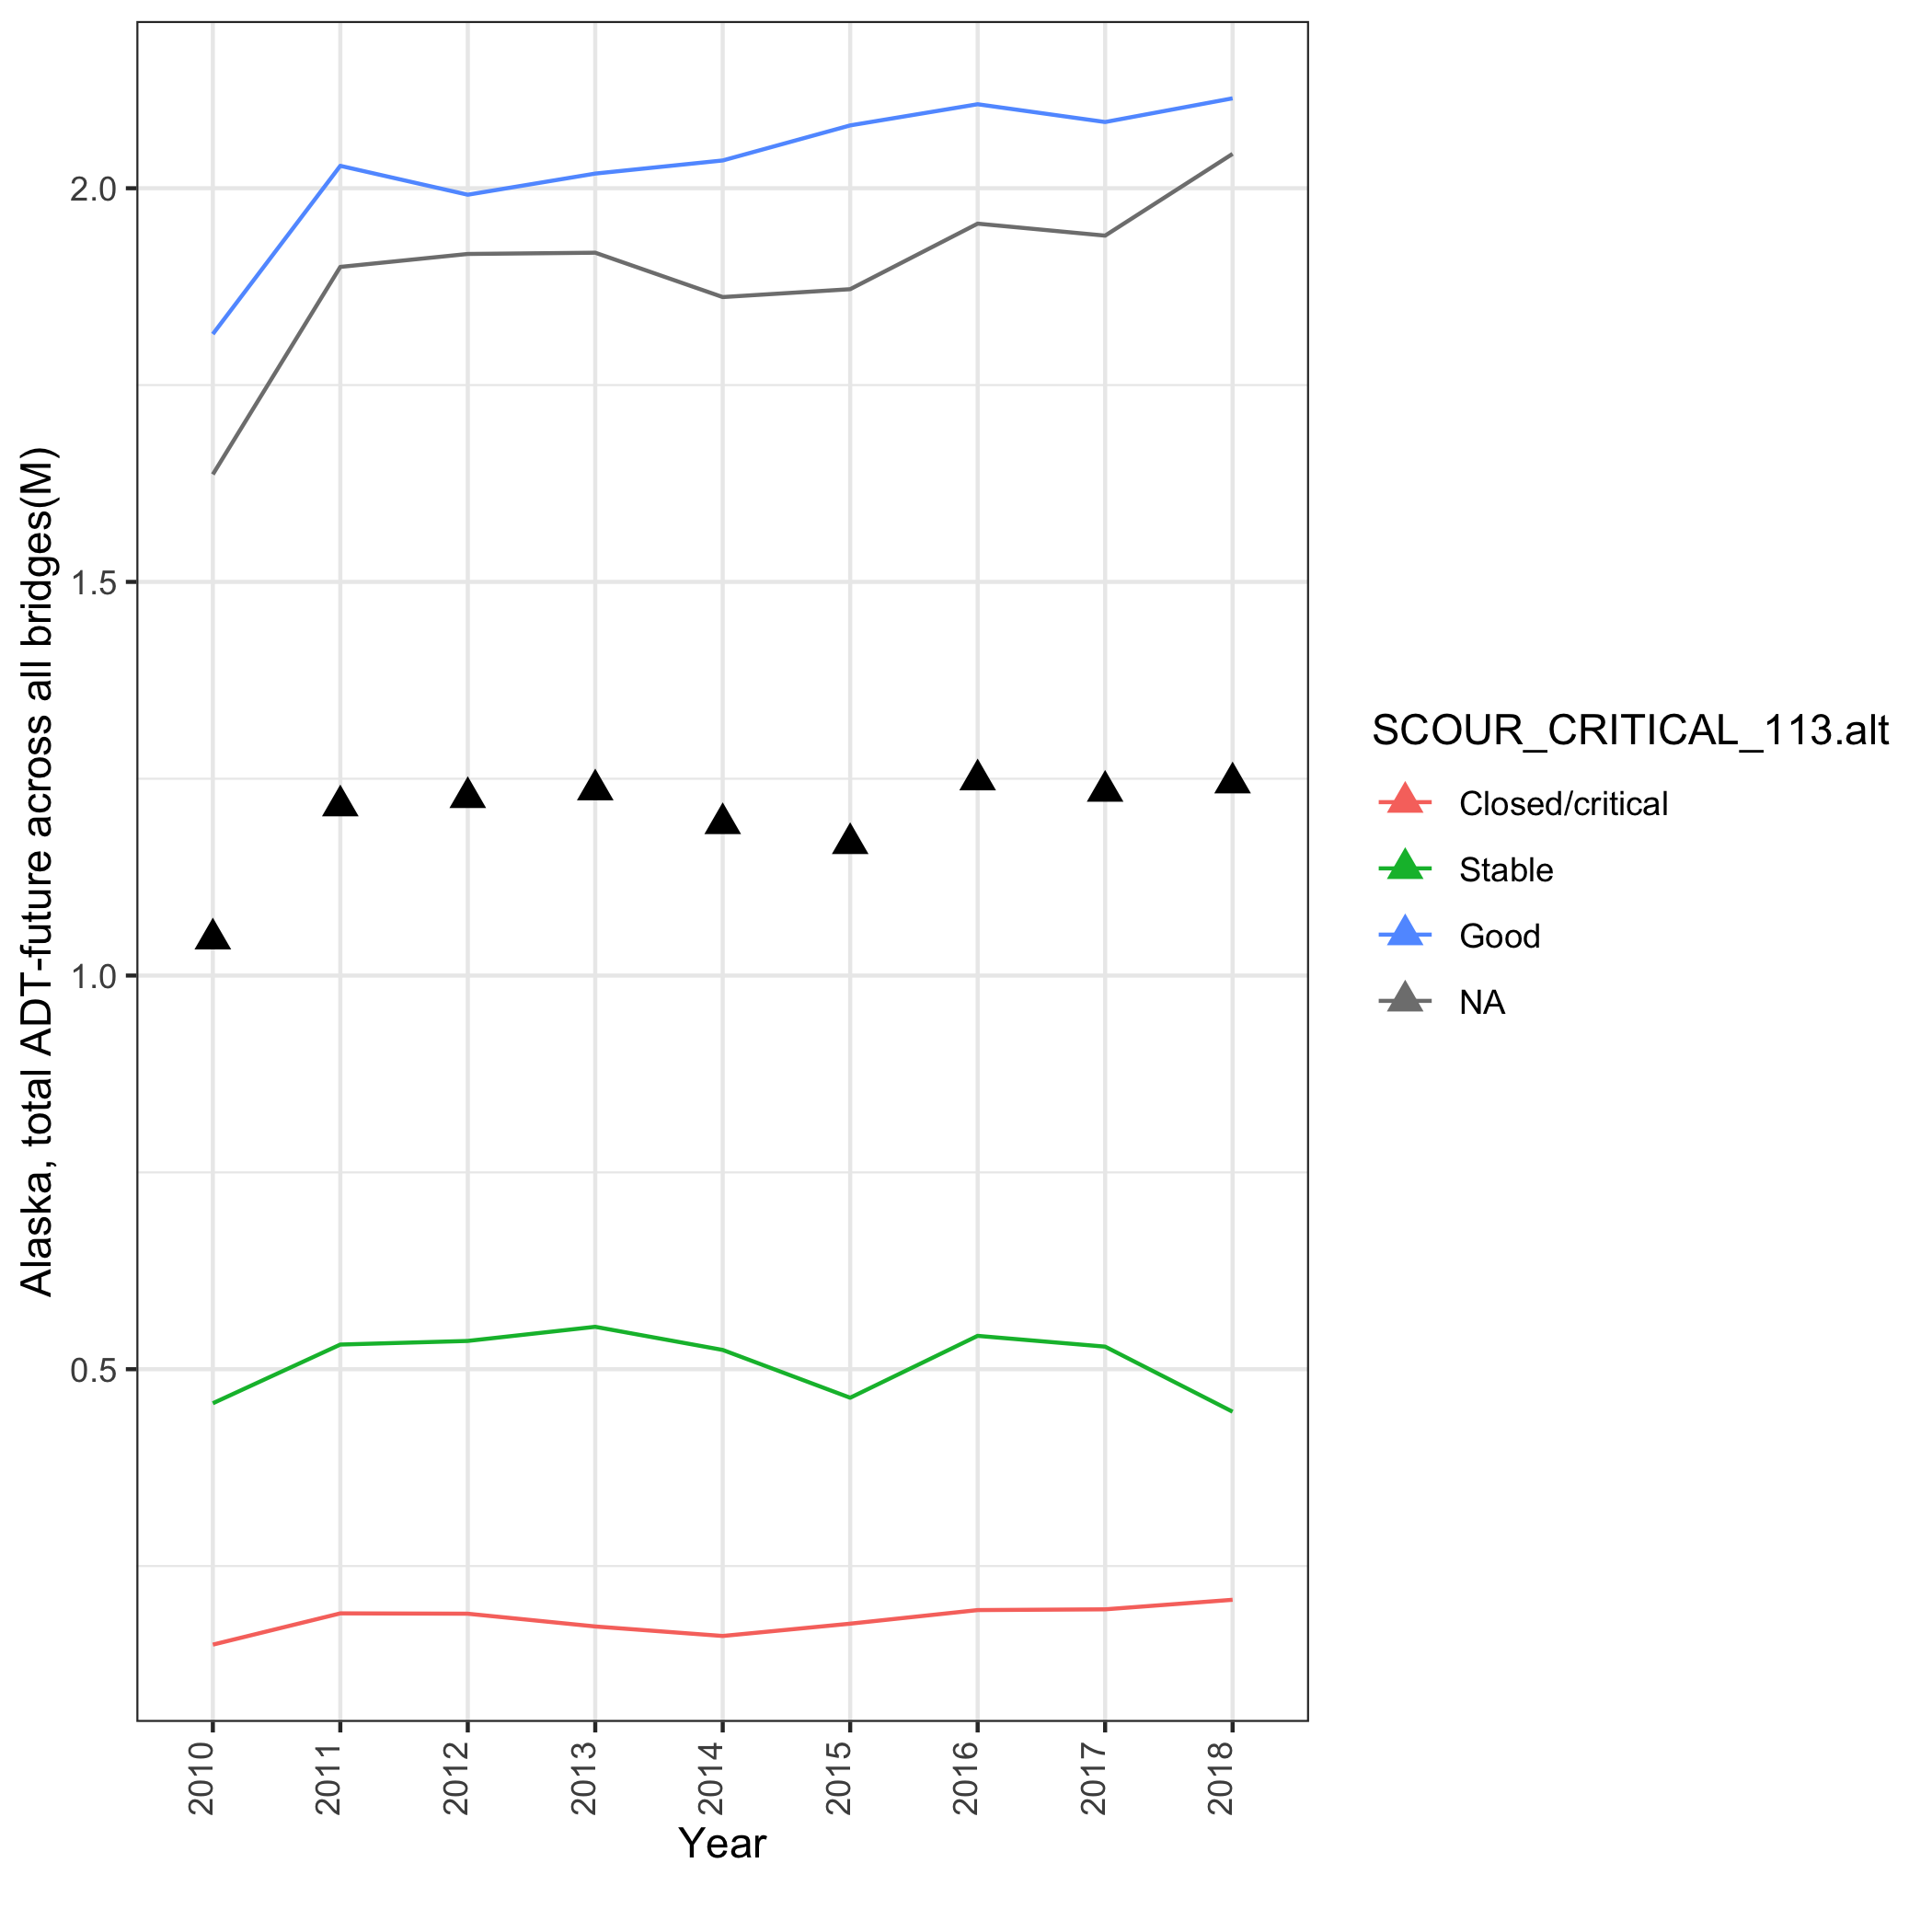 Alaska, total ADT-future across all bridges(M)
2.0
1.5
1.0
0.5
2010
2011
2012
2013
2014
2015
2016
2017
2018
Year
SCOUR_CRITICAL_113.alt
Closed/critical
Stable
Good
NA